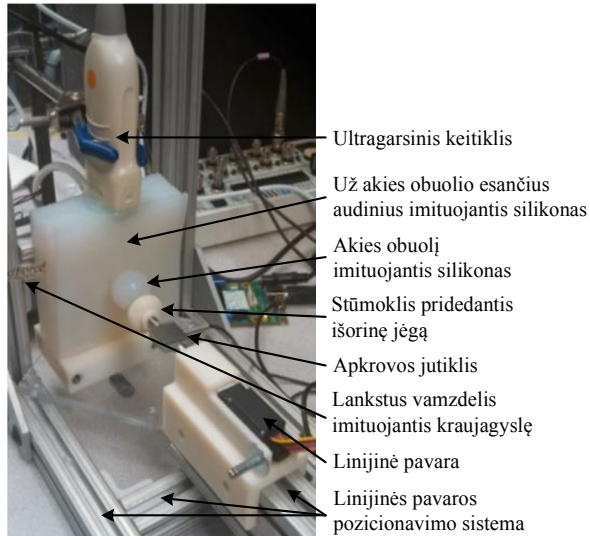 Ultragarsinis keitiklis
Už akies obuolio esančius
audinius imituojantis silikonas
Akies obuolį
imituojantis silikonas
Stūmoklis pridedantis
išorinę jėgą
Apkrovos jutiklis
Lankstus vamzdelis
imituojantis kraujagyslę
Linijinė pavara
Linijinės pavaros
pozicionavimo sistema